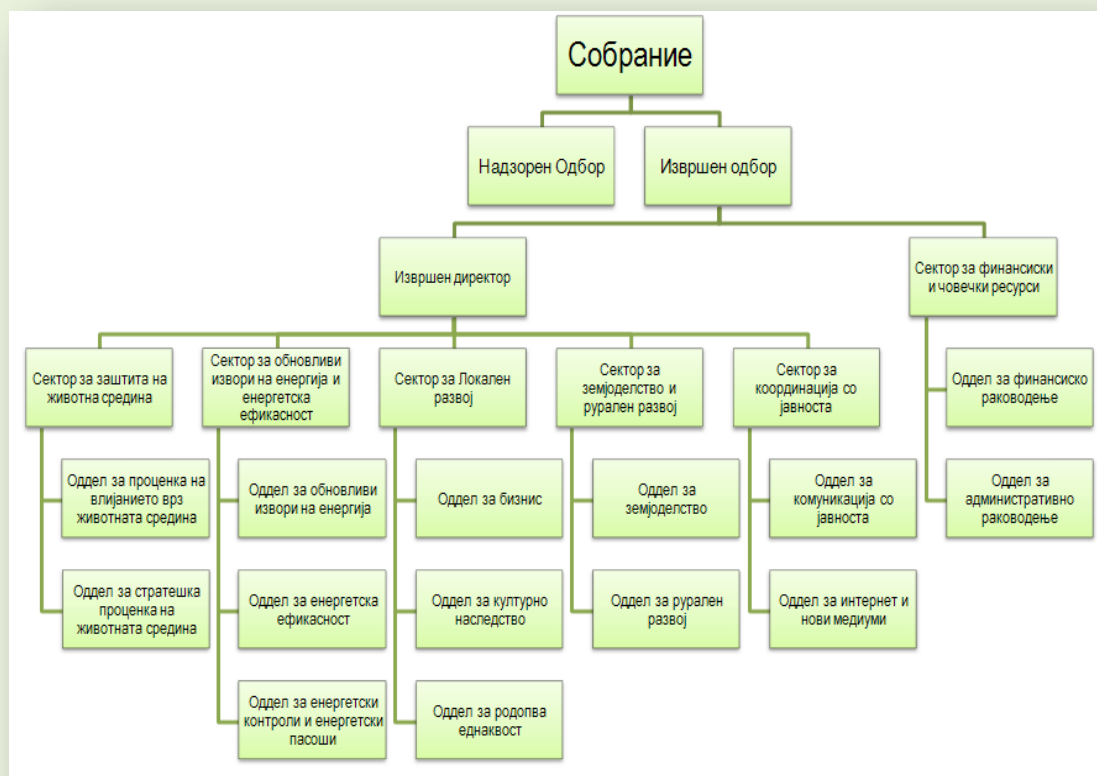 Собрание
Надзорен Одбор
Извршен одбор
Извршен директор
Сектор за финансиски
и човечки ресурси
Сектор за заштита на
животна средина
Сектор за обновливи
извори на енергија и
енергетска
ефикасност
Сектор за Локален
развој
Сектор за
земјоделство и
рурален развој
Сектор за
координација со
јавноста
Оддел за финансиско
раководење
Оддел за
административно
раководење
Оддел за проценка на
влијанието врз
животната средина
Оддел за стратешка
проценка на
животната средина
Оддел за обновливи
извори на енергија
Оддел за енергетска
ефикасност
Оддел за енергетски
контроли и енергетски
пасоши
Оддел за бизнис
Оддел за културно
наследство
Оддел за родопва
еднаквост
Оддел за
земјоделство
Оддел за рурален
развој
Оддел за
комуникација со
јавноста
Оддел за интернет и
нови медиуми